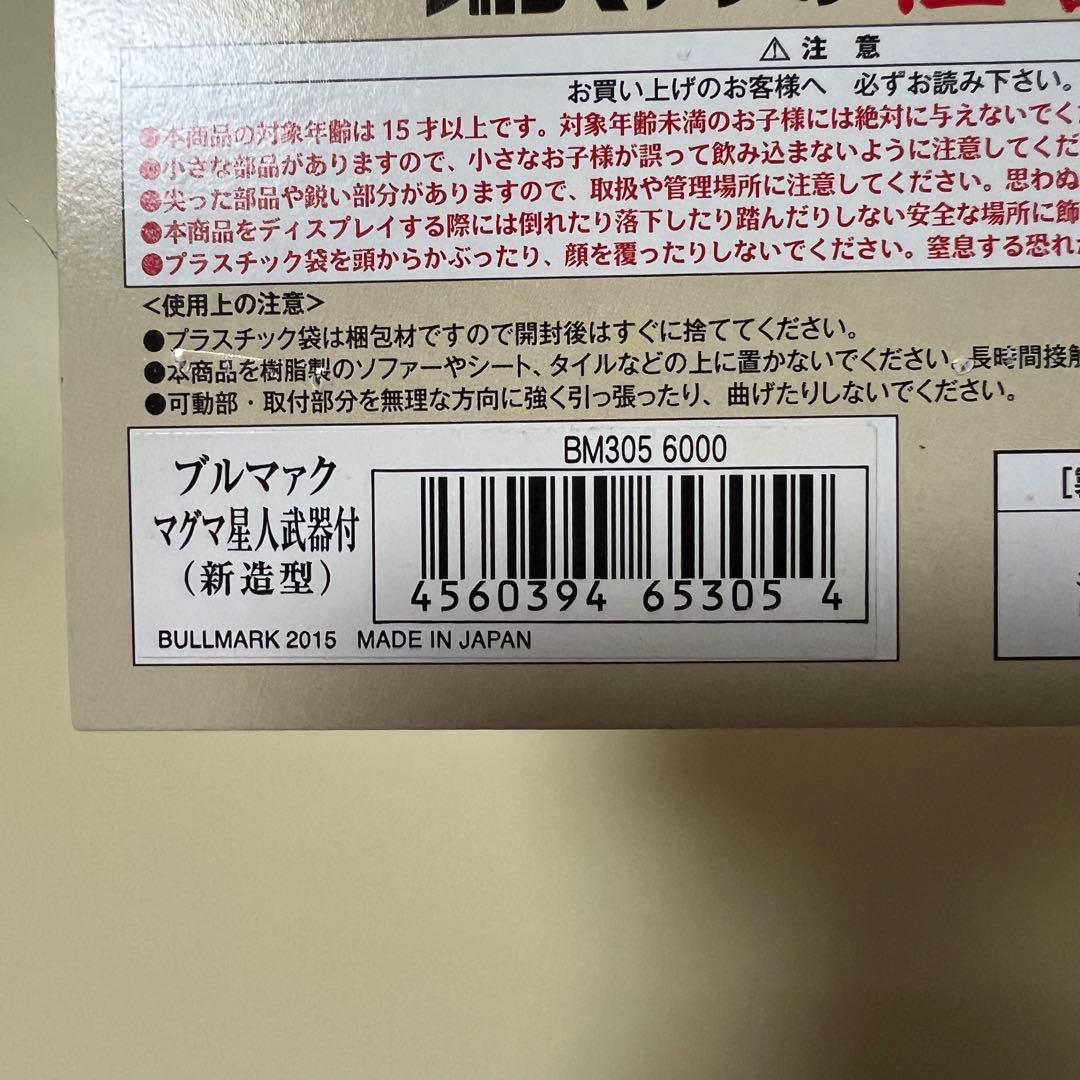 ⚠注 意
お買い上げのお客様へ 必ずお読み下さい。
●本商品の対象年齢は15才以上です。対象年齢未満のお子様には絶対に与えないでくだ
●小さな部品がありますので、小さなお子様が誤って飲み込まないように注意してくだ
●尖った部品や鋭い部分がありますので、取扱や管理場所に注意してください。思わぬ
●本商品をディスプレイする際には倒れたり落下したり踏んだりしない安全な場所に飾
●プラスチック袋を頭からかぶったり、顔を覆ったりしないでください。窒息する恐れ
<使用上の注意>
●プラスチック袋は梱包材ですので開封後はすぐに捨ててください。
●本商品を樹脂製のソファーやシート、タイルなどの上に置かないでください。長時間接触
●可動部・取付部分を無理な方向に強く引っ張ったり、曲げたりしないでください。
BM305 6000
ブルマァク
マグマ星人武器付
（新造型）
4560394 65305 4
BULLMARK 2015 MADE IN JAPAN